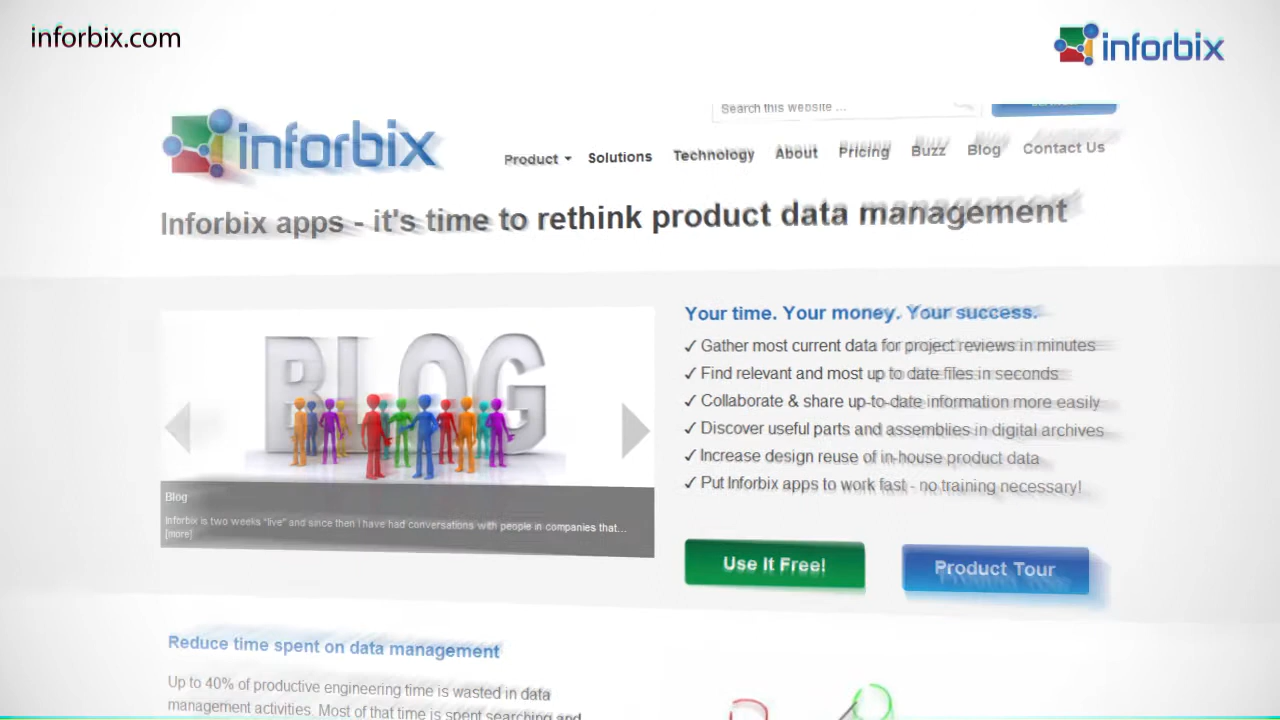 inforbix.com
inforbix
Search this website ...
inforbix
Product Solutions Technology About Pricing Buzz Blog Contact Us
Inforbix apps - it's time to rethink product data management
BLOG
Blog
Inforbix is two weeks "live" and since then I have had conversations with people in companies that...
[more]
Your time. Your money. Your success.
✓ Gather most current data for project reviews in minutes
✓ Find relevant and most up to date files in seconds
✓ Collaborate & share up-to-date information more easily
✓ Discover useful parts and assemblies in digital archives
✓ Increase design reuse of in-house product data
✓ Put Inforbix apps to work fast - no training necessary!
Use It Free!
Product Tour
Reduce time spent on data management
Up to 40% of productive engineering time is wasted in data
management activities. Most of that time is spent searching and